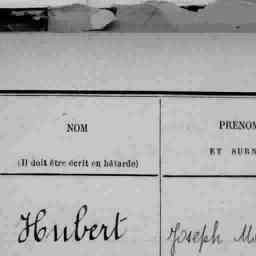 NOM
PRENOM
(Il doit être écrit en bâtarde)
ET SURN
Hubert
Joseph